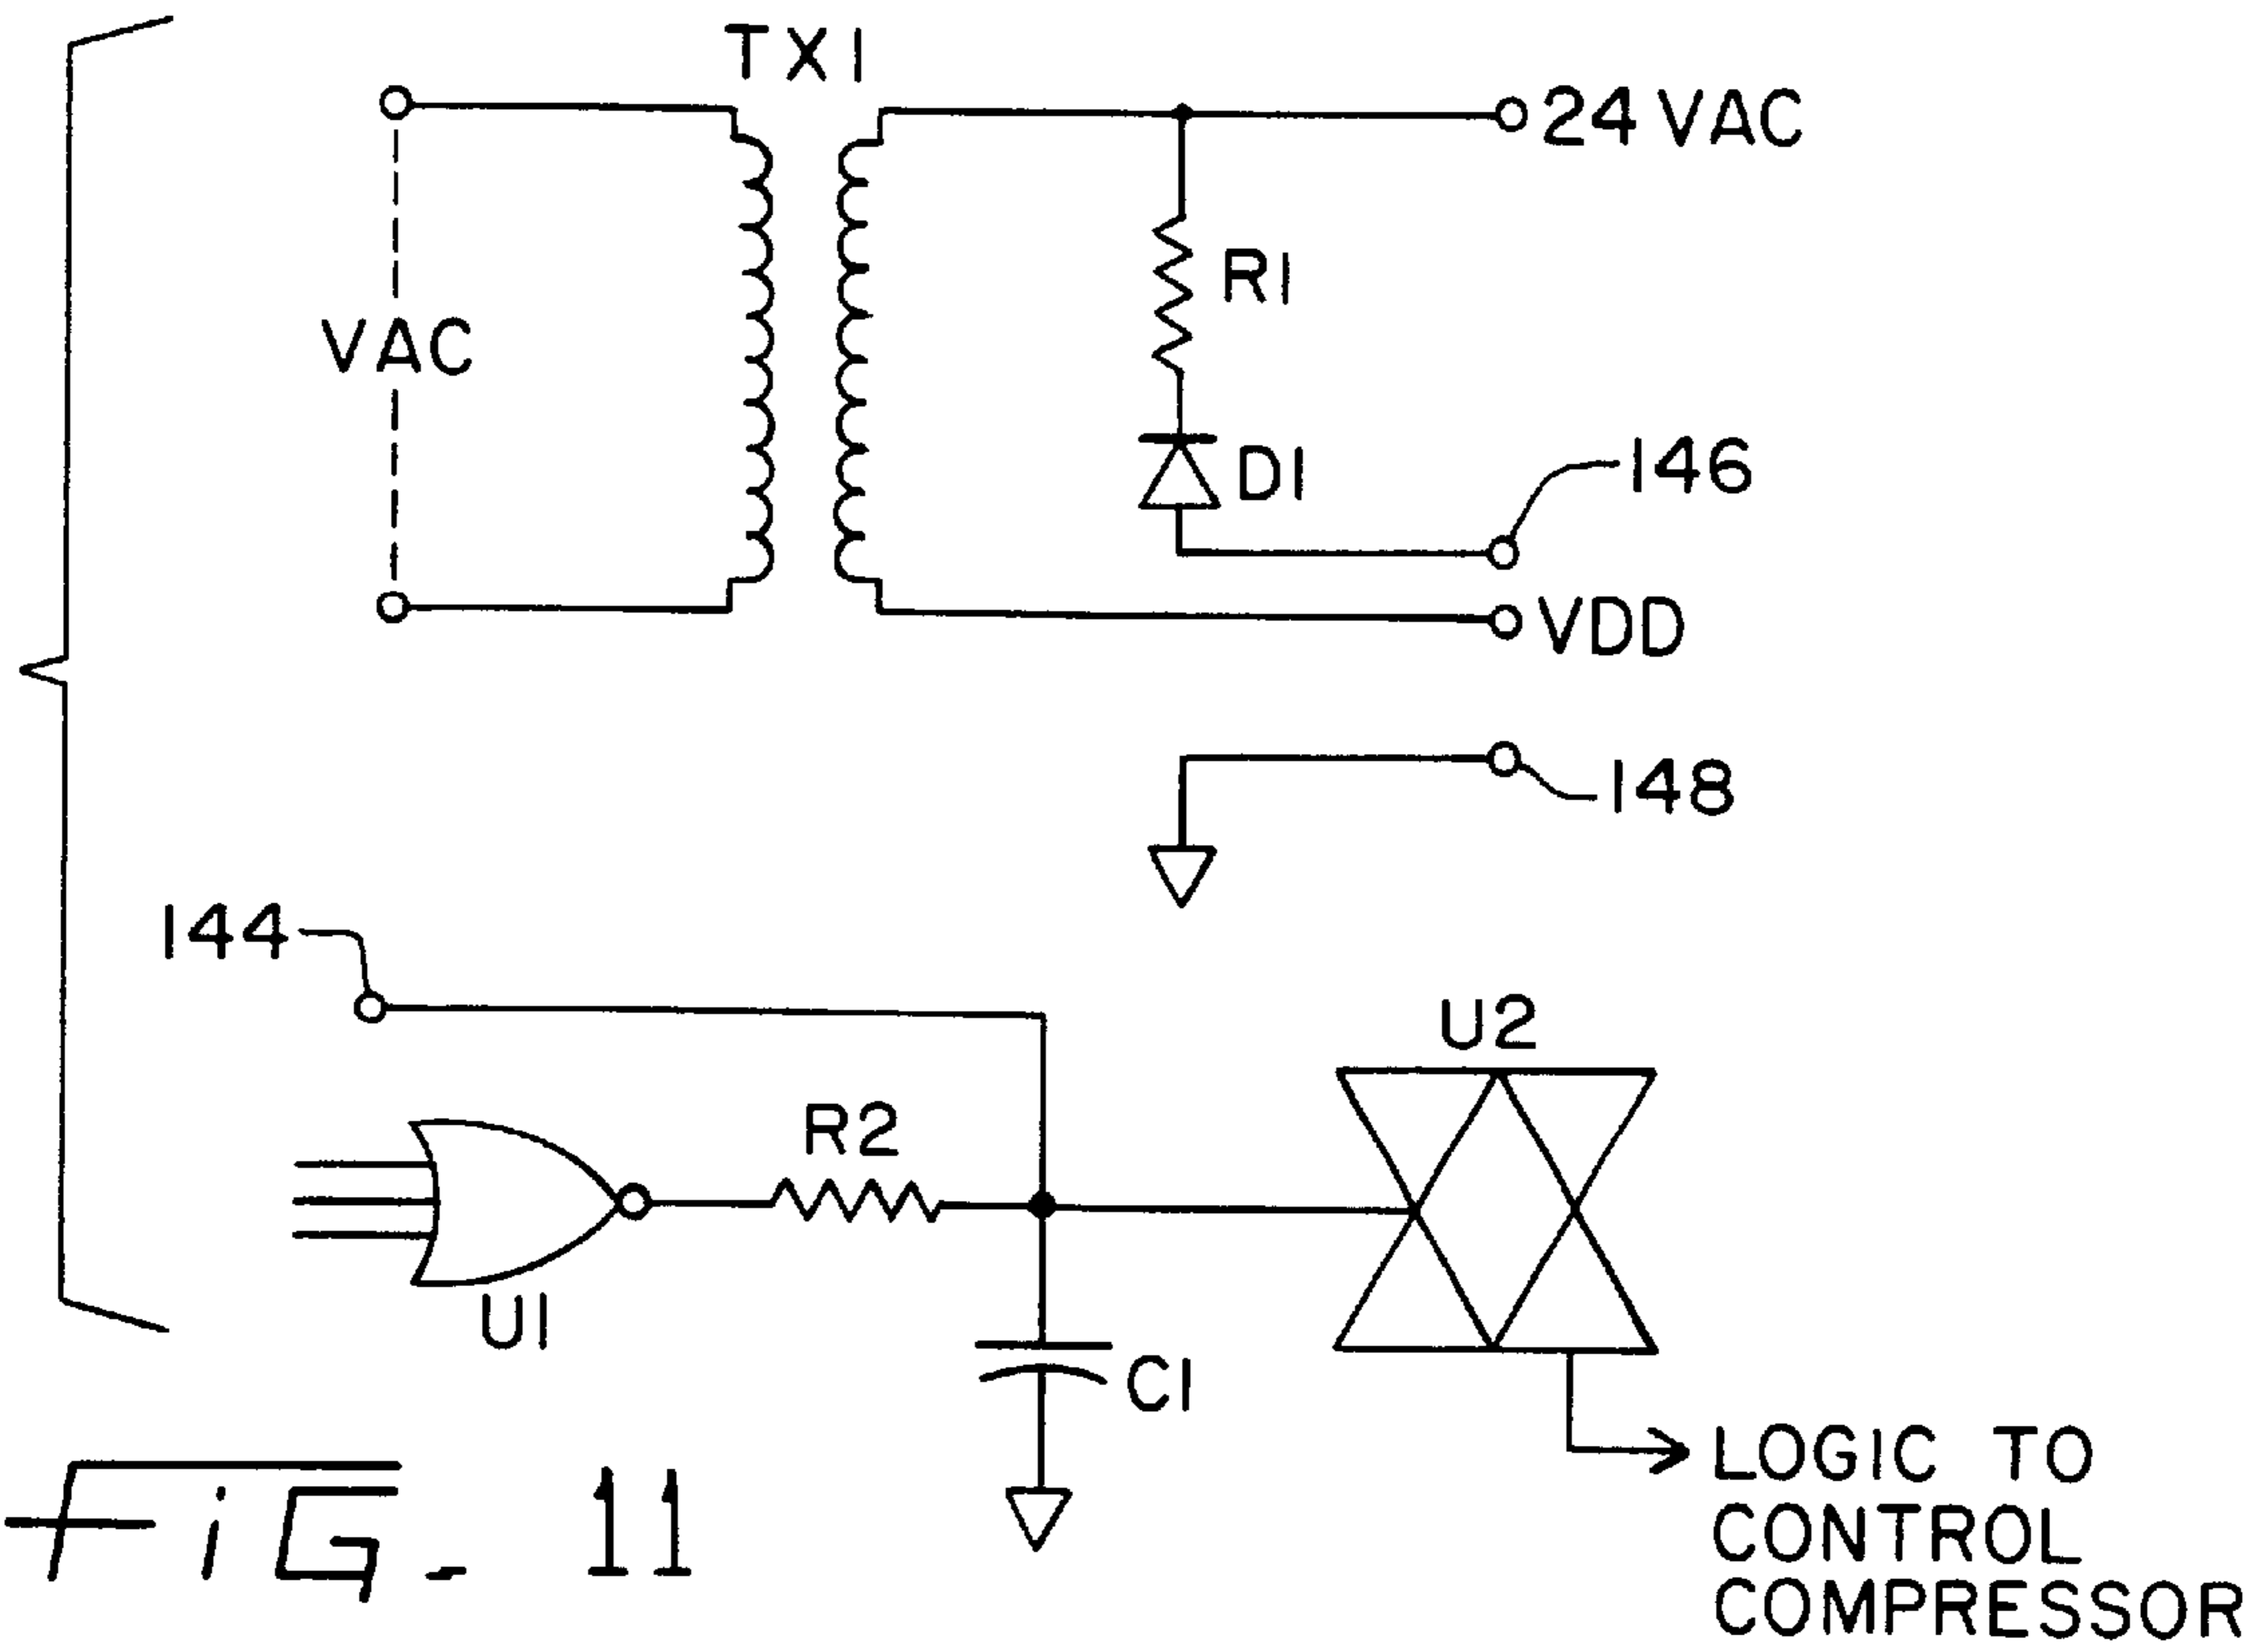 TX1
24 VAC
R1
VAC
D1
146
VDD
148
144
U2
R2
U1
C1
LOGIC TO
CONTROL
COMPRESSOR
FiG. 11